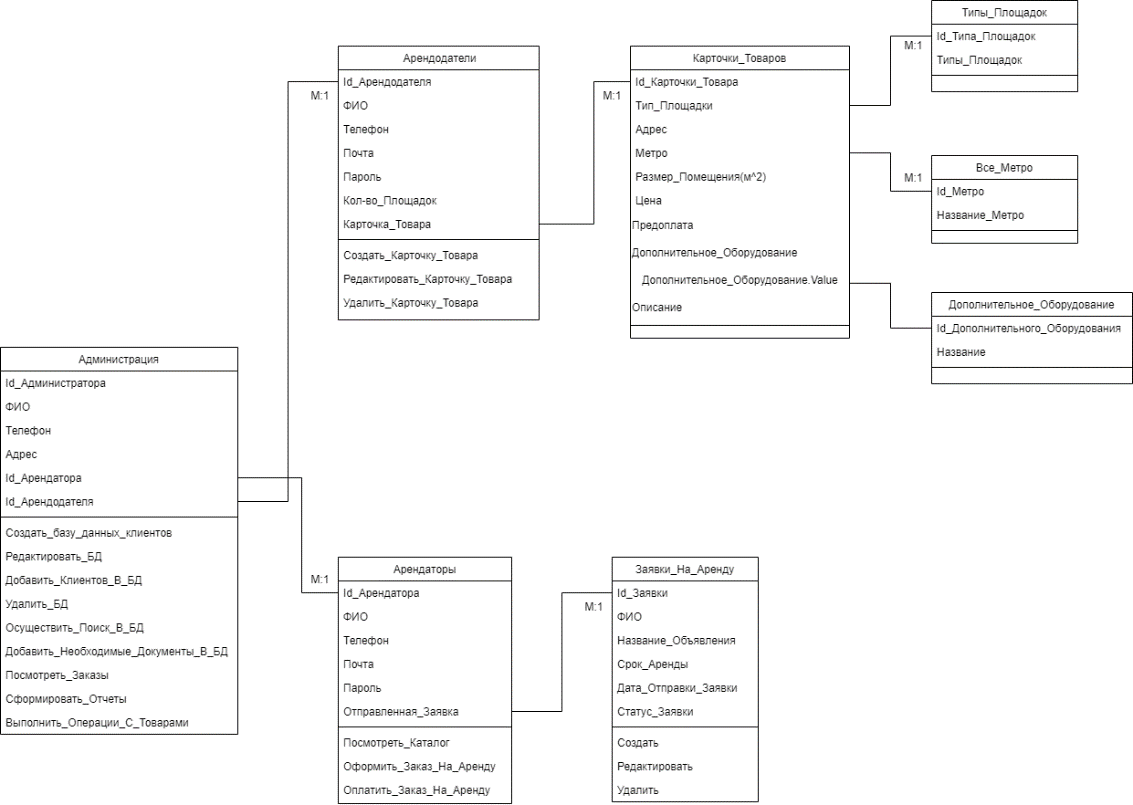 Типы_Площадок
Id_Типа_Площадок
Типы_Площадок
М:1
Арендодатели
Id_Арендодателя
ФИО
Телефон
Почта
Пароль
Кол-во_Площадок
Карточка_Товара
Создать_Карточку_Товара
Редактировать_Карточку_Товара
Удалить_Карточку_Товара
М:1
Карточки_Товаров
Id_Карточки_Товара
Тип_Площадки
Адрес
Метро
Размер_Помещения(м^2)
Цена
Предоплата
Дополнительное_Оборудование
Дополнительное_Оборудование.Value
Описание
М:1
Все_Метро
Id_Метро
Название_Метро
М:1
Дополнительное_Оборудование
Id_Дополнительного_Оборудования
Название
Администрация
Id_Администратора
ФИО
Телефон
Адрес
Id_Арендатора
Id_Арендодателя
Создать_базу_данных_клиентов
Редактировать_БД
Добавить_Клиентов_В_БД
Удалить_БД
Осуществить_Поиск_В_БД
Добавить_Необходимые_Документы_В_БД
Посмотреть_Заказы
Сформировать_Отчеты
Выполнить_Операции_С_Товарами
М:1
Арендаторы
Id_Арендатора
ФИО
Телефон
Почта
Пароль
Отправленная_Заявка
Посмотреть_Каталог
Оформить_Заказ_На_Аренду
Оплатить_Заказ_На_Аренду
М:1
Заявки_На_Аренду
Id_Заявки
ФИО
Название_Объявления
Срок_Аренды
Дата_Отправки_Заявки
Статус_Заявки
Создать
Редактировать
Удалить